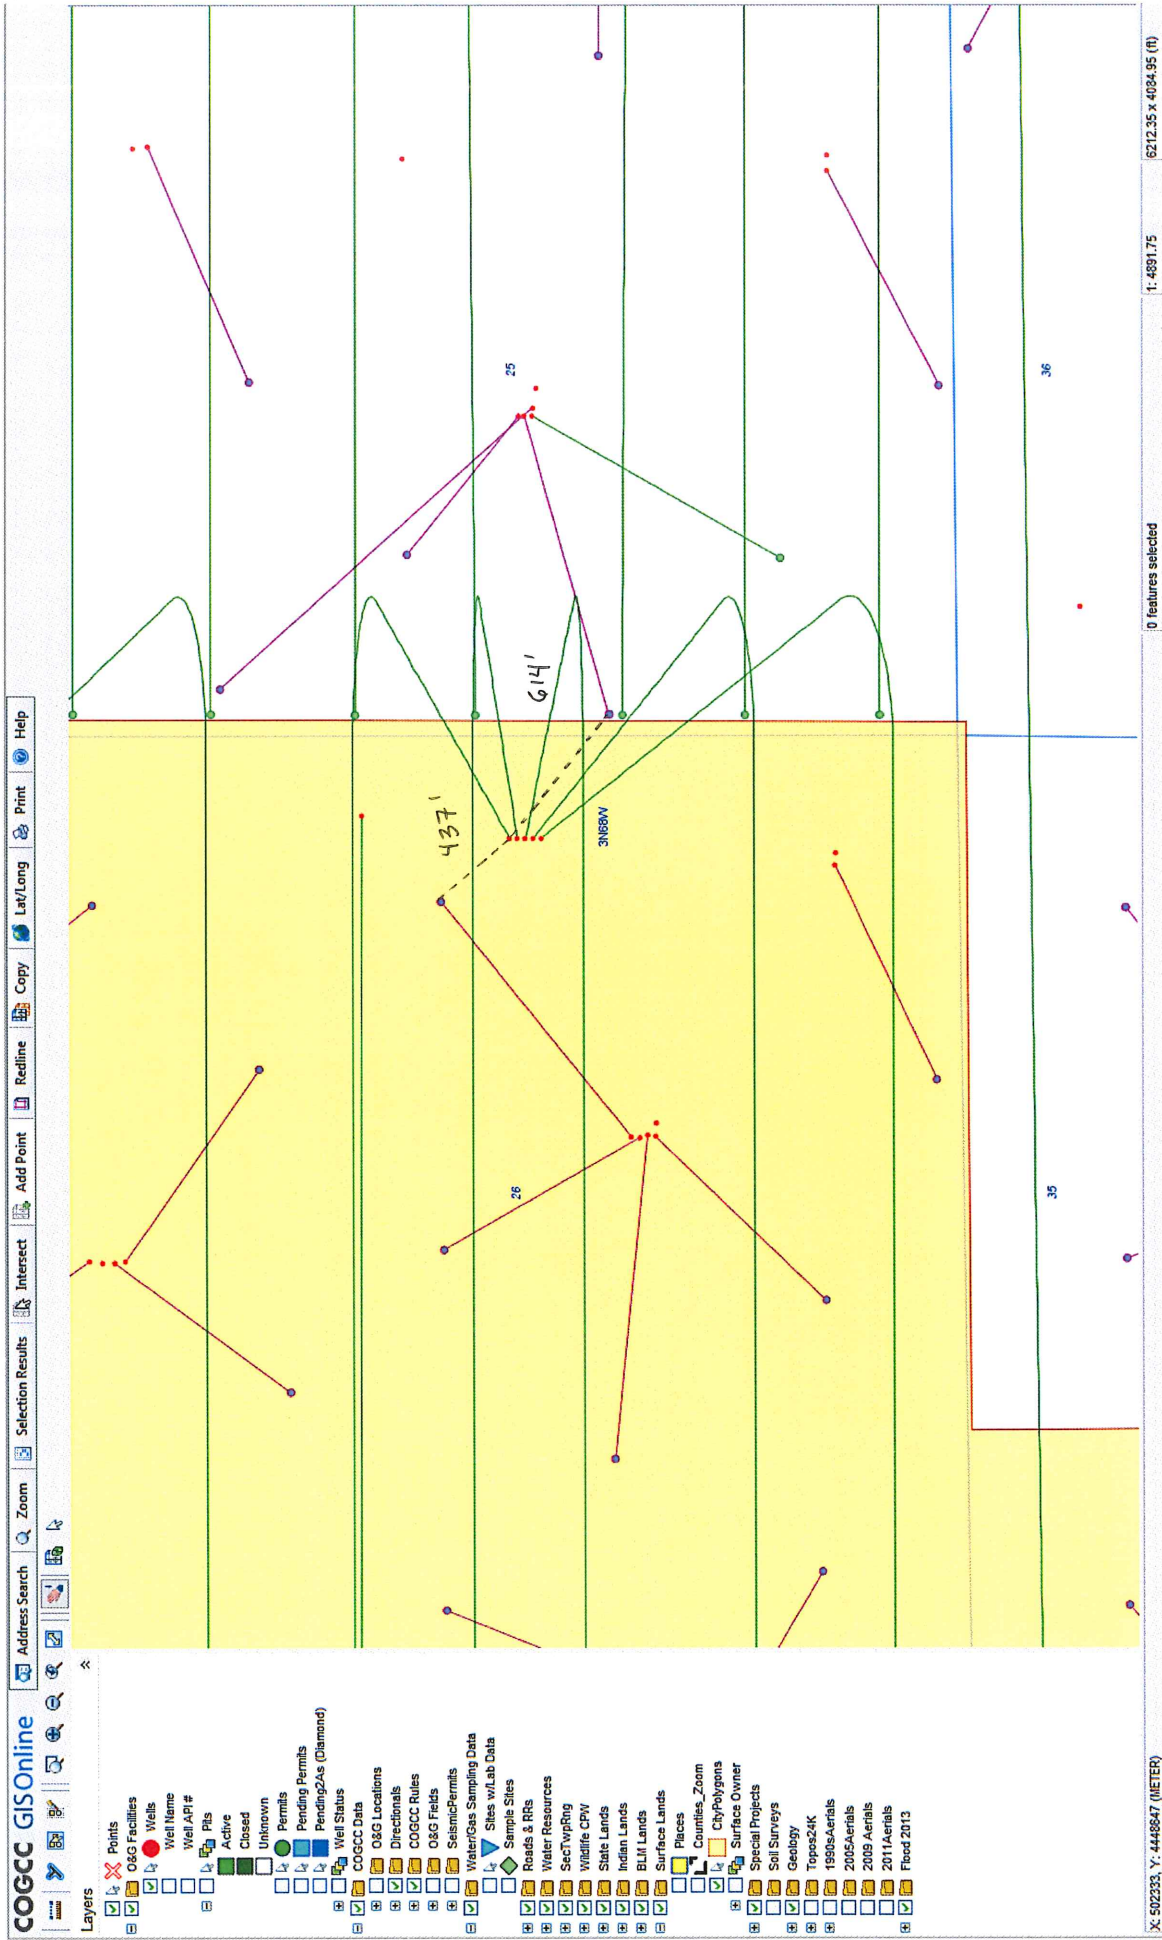 COGCC GISOnline
Address Search
Zoom
Selection Results
Intersect
Add Point
Redline
Copy
Lat/Long
Print
Help
Layers
Points
O&G Facilities
Wells
Well Name
Well API#
Pits
Active
Closed
Unknown
Permits
Pending Permits
Pending2As (Diamond)
Well Status
COGCC Data
O&G Locations
Directionals
COGCC Rules
O&G Fields
SeismicPermits
Water/Gas Sampling Data
Sites w/Lab Data
Sample Sites
Roads & RRs
Water Resources
SecTwpRng
Wildlife CPW
State Lands
Indian Lands
BLM Lands
Surface Lands
Places
Counties_Zoom
CityPolygons
Surface Owner
Special Projects
Soil Surveys
Geology
Topos24K
1990sAerials
2005Aerials
2009 Aerials
2011Aerials
Flood 2013
437'
614'
25
26
3N68W
35
36
X: 502333, Y: 4448647 (METER)
0 features selected
1: 4891.75
6212.35 x 4084.95 (ft)